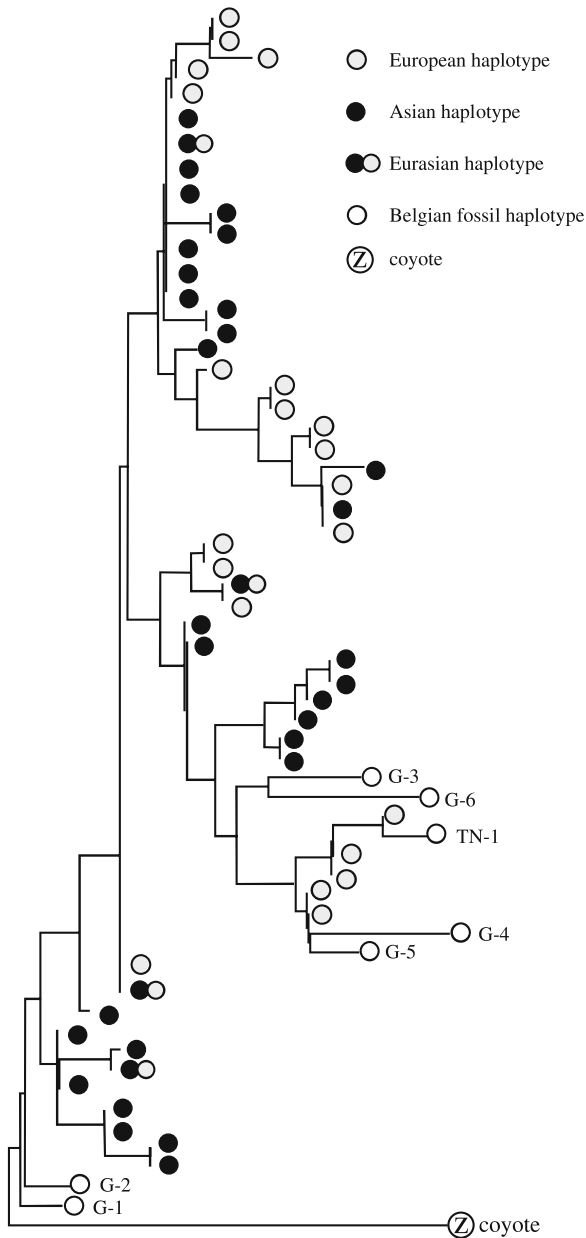 European haplotype
Asian haplotype
Eurasian haplotype
Belgian fossil haplotype
Z coyote
G-3
G-6
TN-1
G-4
G-5
G-2
G-1
Z coyote